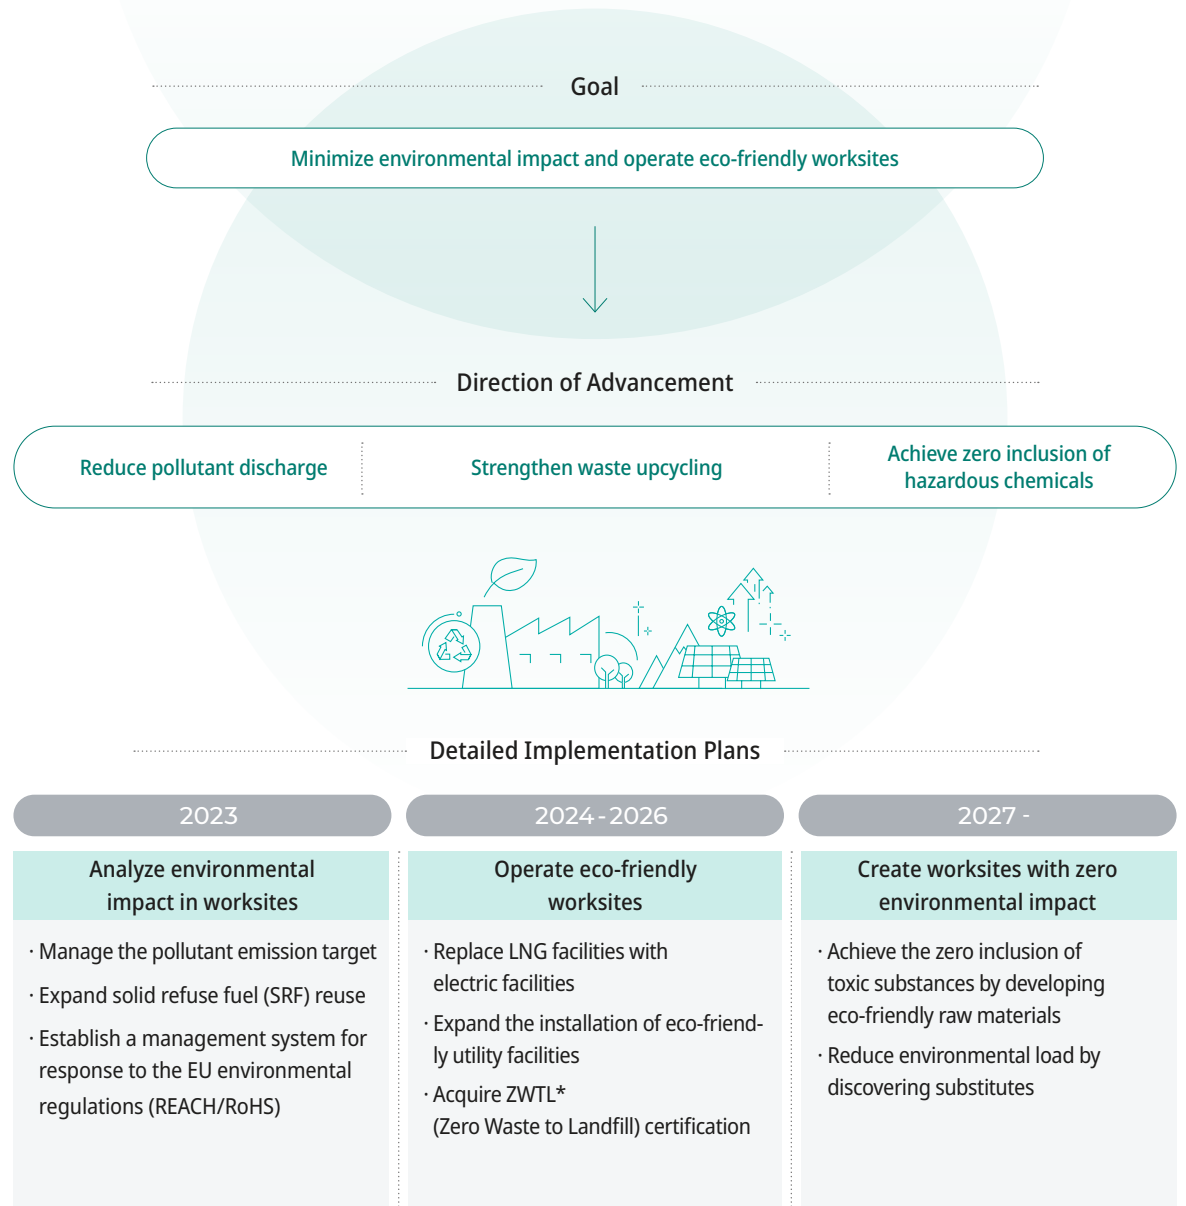 Goal
Minimize environmental impact and operate eco-friendly worksites
Direction of Advancement
Reduce pollutant discharge
Strengthen waste upcycling
Achieve zero inclusion of
hazardous chemicals
Detailed Implementation Plans
2023
Analyze environmental
impact in worksites
· Manage the pollutant emission target
· Expand solid refuse fuel (SRF) reuse
· Establish a management system for
response to the EU environmental
regulations (REACH/RoHS)
2024-2026
Operate eco-friendly
worksites
· Replace LNG facilities with
electric facilities
· Expand the installation of eco-friend-
ly utility facilities
· Acquire ZWTL*
(Zero Waste to Landfill) certification
2027 -
Create worksites with zero
environmental impact
· Achieve the zero inclusion of
toxic substances by developing
eco-friendly raw materials
· Reduce environmental load by
discovering substitutes